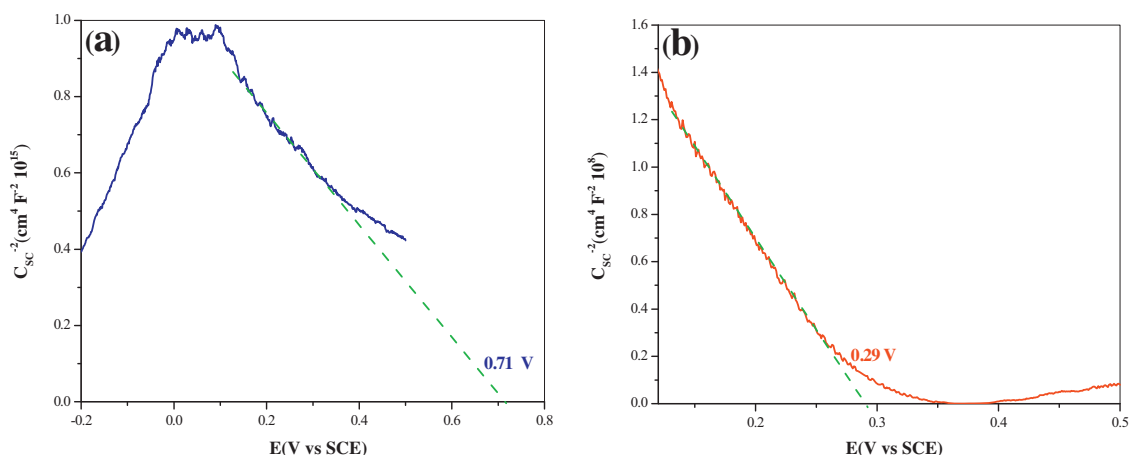 (a)
1.0
0.8
0.6
0.4
0.2
0.0
C_SC^-2 (cm^4 F^-2 10^15)
0.71 V
-0.2 0.0 0.2 0.4 0.6 0.8
E(V vs SCE)
(b)
1.6
1.4
1.2
1.0
0.8
0.6
0.4
0.2
0.0
C_SC^-2 (cm^4 F^-2 10^8)
0.29 V
0.2 0.3 0.4 0.5
E(V vs SCE)